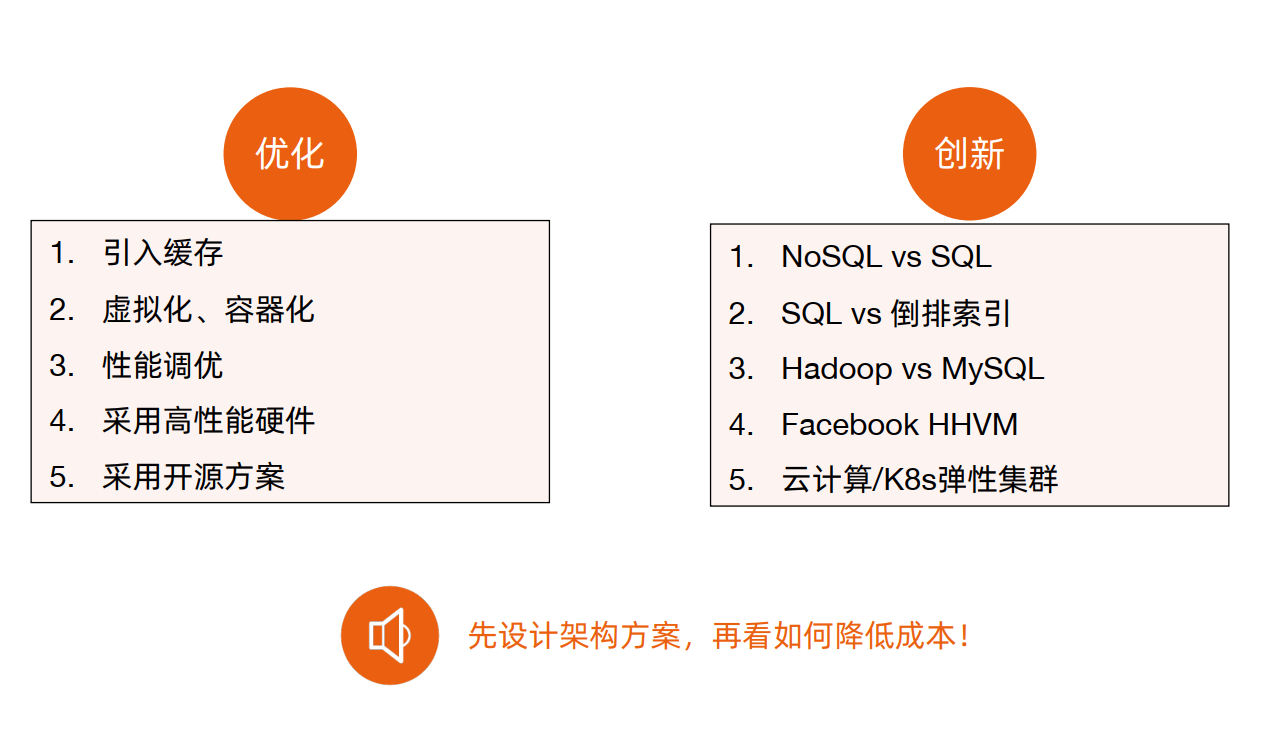 优化
1. 引入缓存
2. 虚拟化、容器化
3. 性能调优
4. 采用高性能硬件
5. 采用开源方案
创新
1. NoSQL vs SQL
2. SQL vs 倒排索引
3. Hadoop vs MySQL
4. Facebook HHVM
5. 云计算/K8s弹性集群
先设计架构方案，再看如何降低成本！